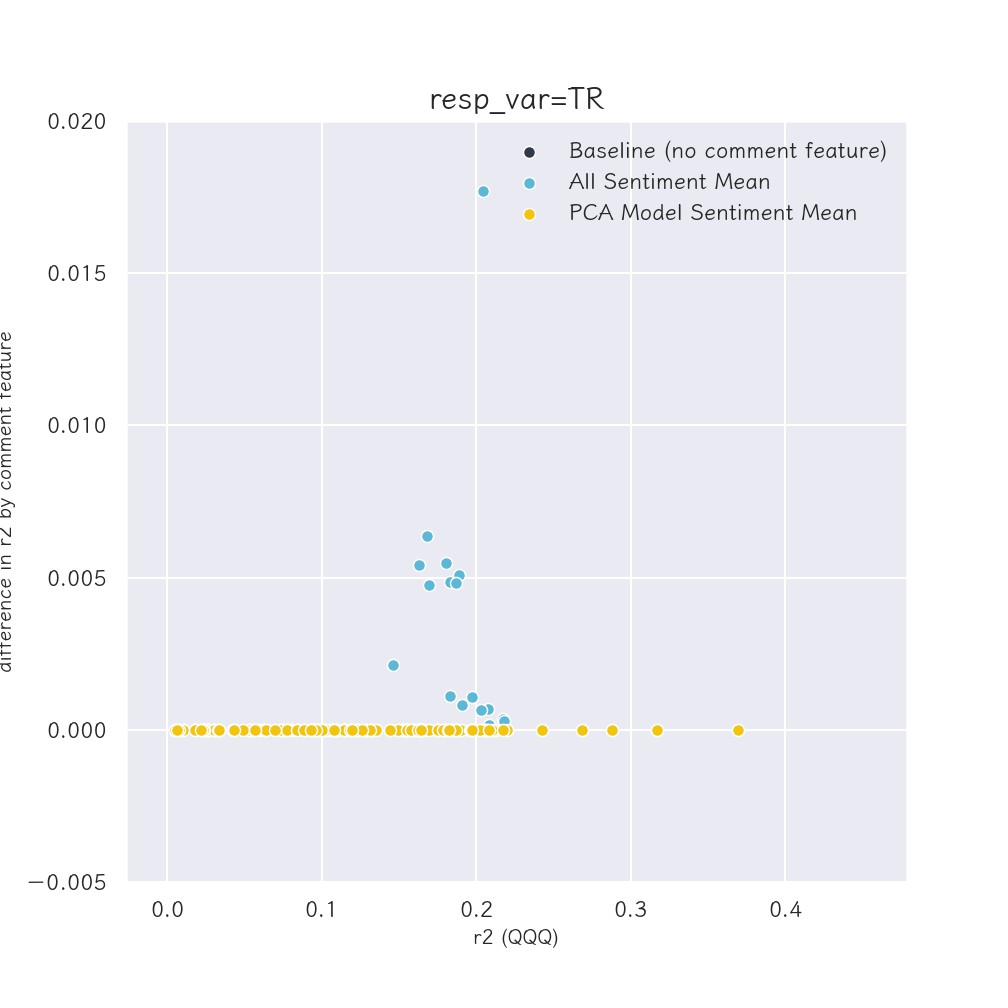 resp_var=TR
0.020
0.015
0.010
0.005
0.000
−0.005
difference in r2 by comment feature
Baseline (no comment feature)
All Sentiment Mean
PCA Model Sentiment Mean
0.0 0.1 0.2 0.3 0.4
r2 (QQQ)